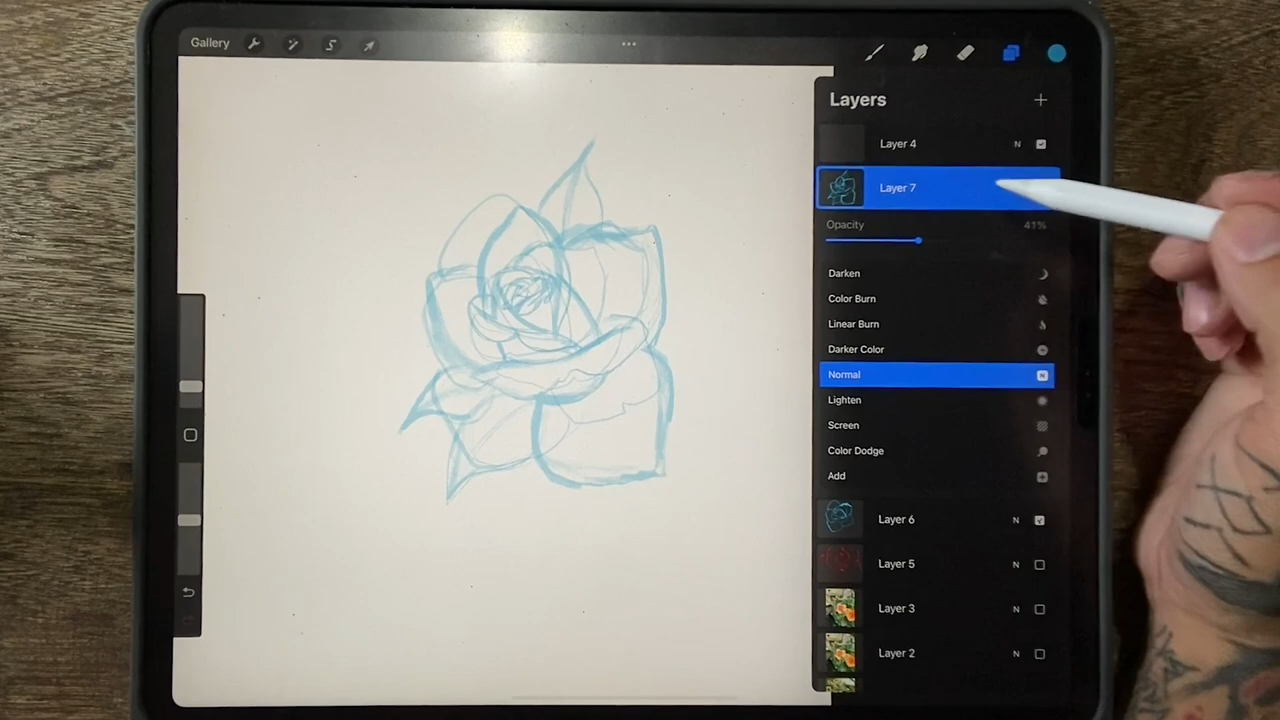 Gallery
Layers
Layer 4 N
Layer 7
Opacity 41%
Darken
Color Burn
Linear Burn
Darker Color
Normal N
Lighten
Screen
Color Dodge
Add
Layer 6 N
Layer 5 N
Layer 3 N
Layer 2 N